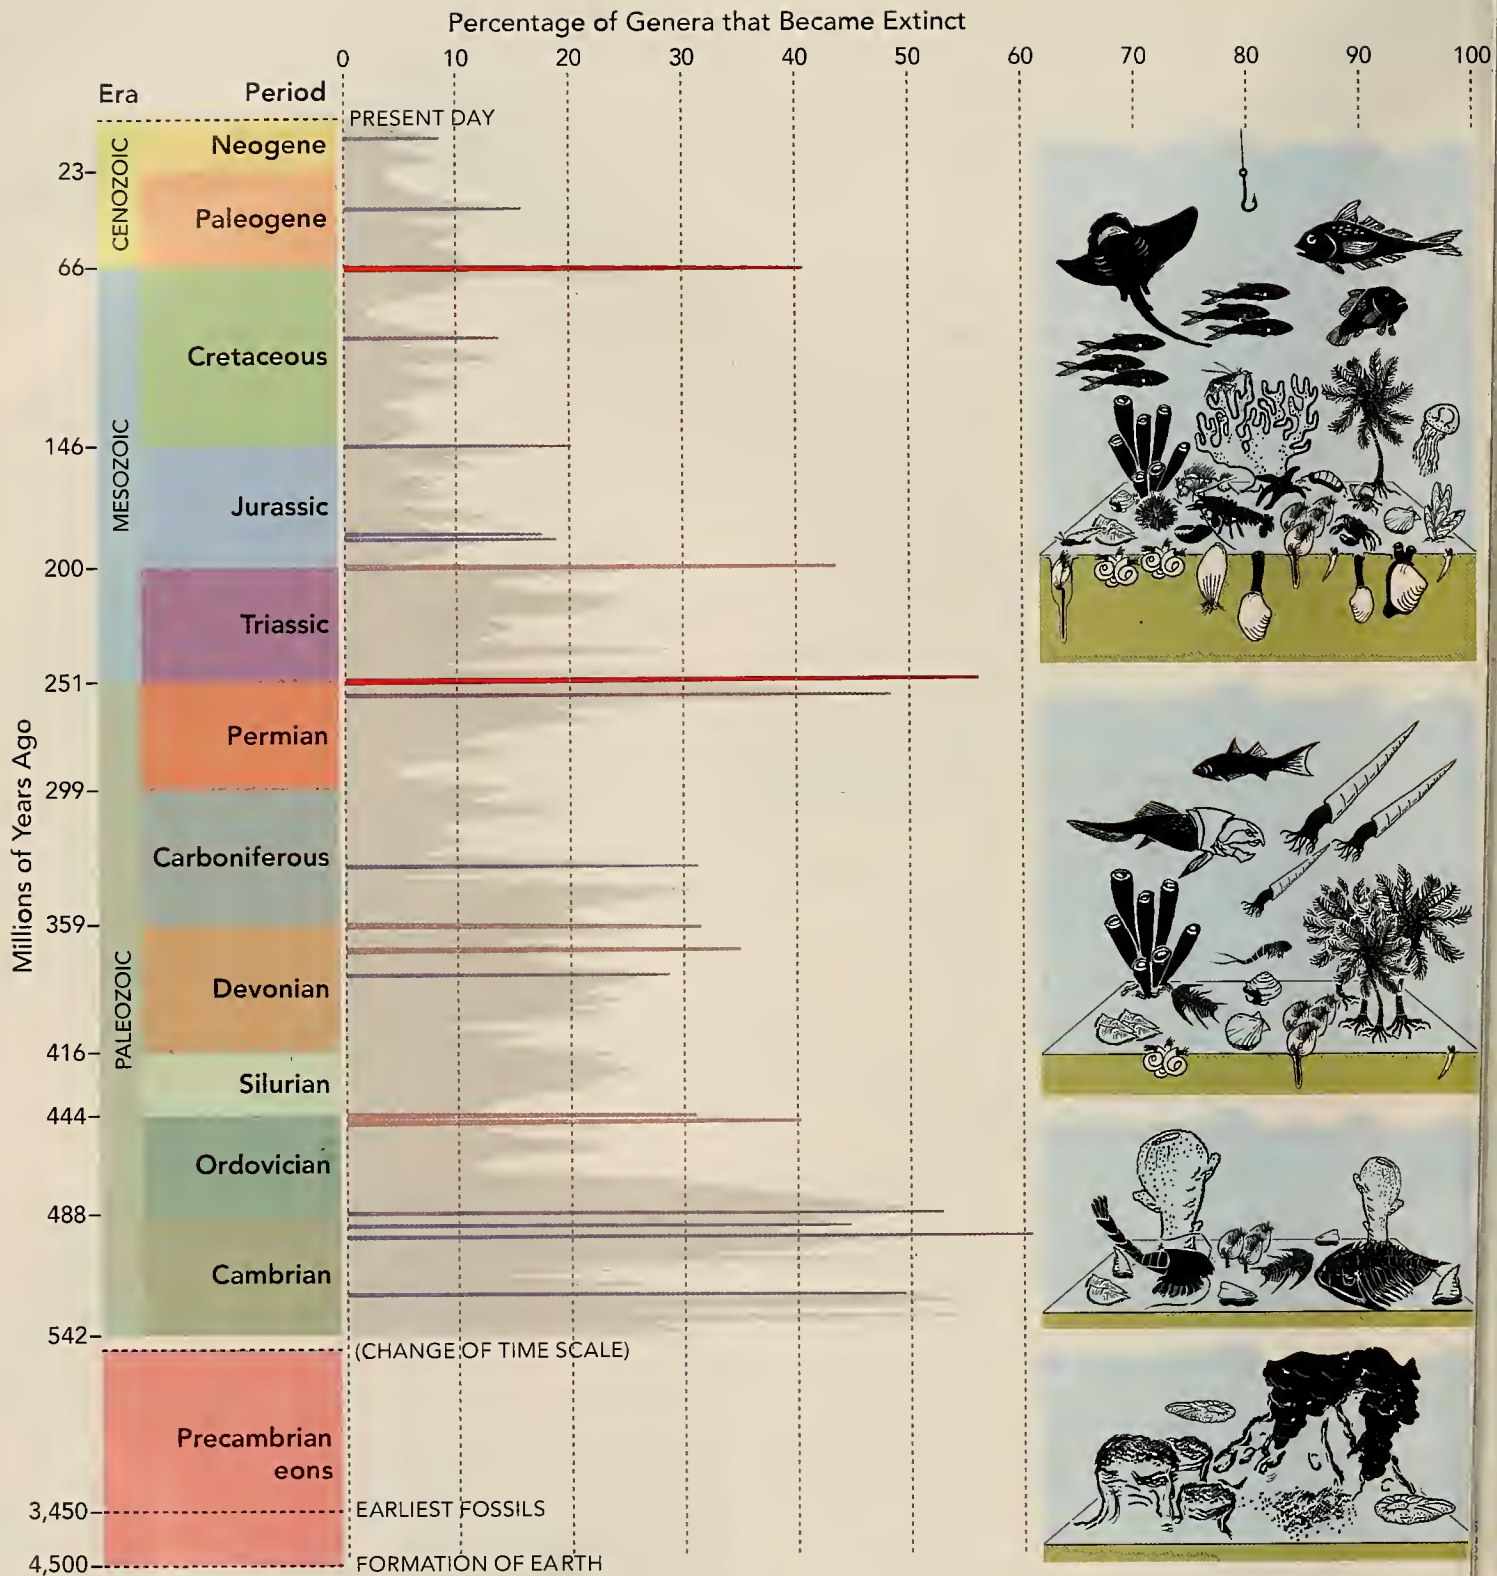 Percentage of Genera that Became Extinct
0 10 20 30 40 50 60 70 80 90 100
Era Period
PRESENT DAY
Neogene
23
CENOZOIC
Paleogene
66
Cretaceous
146
MESOZOIC
Jurassic
200
Triassic
251
Permian
299
Millions of Years Ago
Carboniferous
359
Devonian
PALEOZOIC
416
Silurian
444
Ordovician
488
Cambrian
542
(CHANGE OF TIME SCALE)
Precambrian
eons
3,450 EARLIEST FOSSILS
4,500 FORMATION OF EARTH